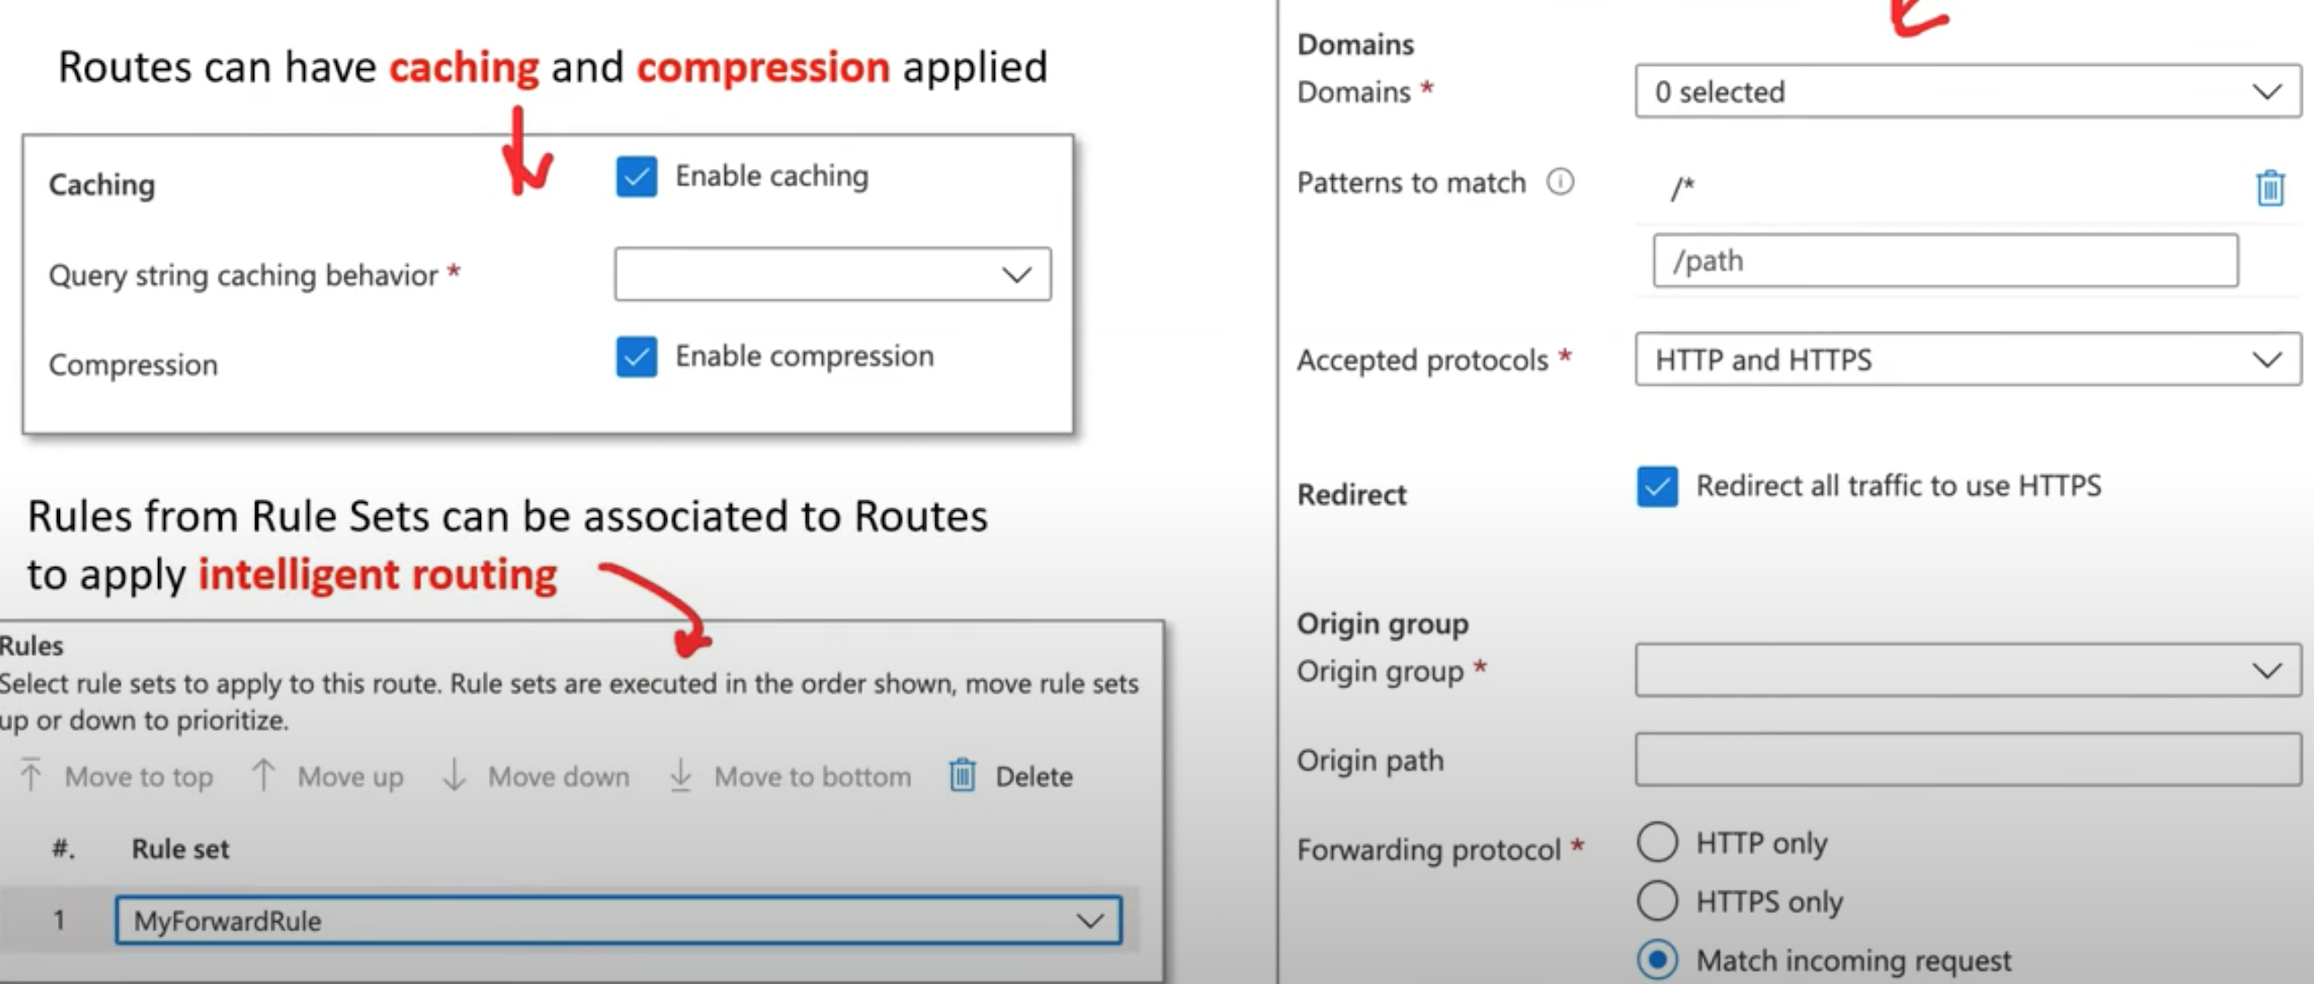 Routes can have caching and compression applied
Caching
Enable caching
Query string caching behavior *
Compression
Enable compression
Rules from Rule Sets can be associated to Routes
to apply intelligent routing
Rules
Select rule sets to apply to this route. Rule sets are executed in the order shown, move rule sets
up or down to prioritize.
Move to top Move up Move down Move to bottom Delete
#. Rule set
1 MyForwardRule
Domains
Domains * 0 selected
Patterns to match /*
/path
Accepted protocols * HTTP and HTTPS
Redirect Redirect all traffic to use HTTPS
Origin group
Origin group *
Origin path
Forwarding protocol * HTTP only
HTTPS only
Match incoming request